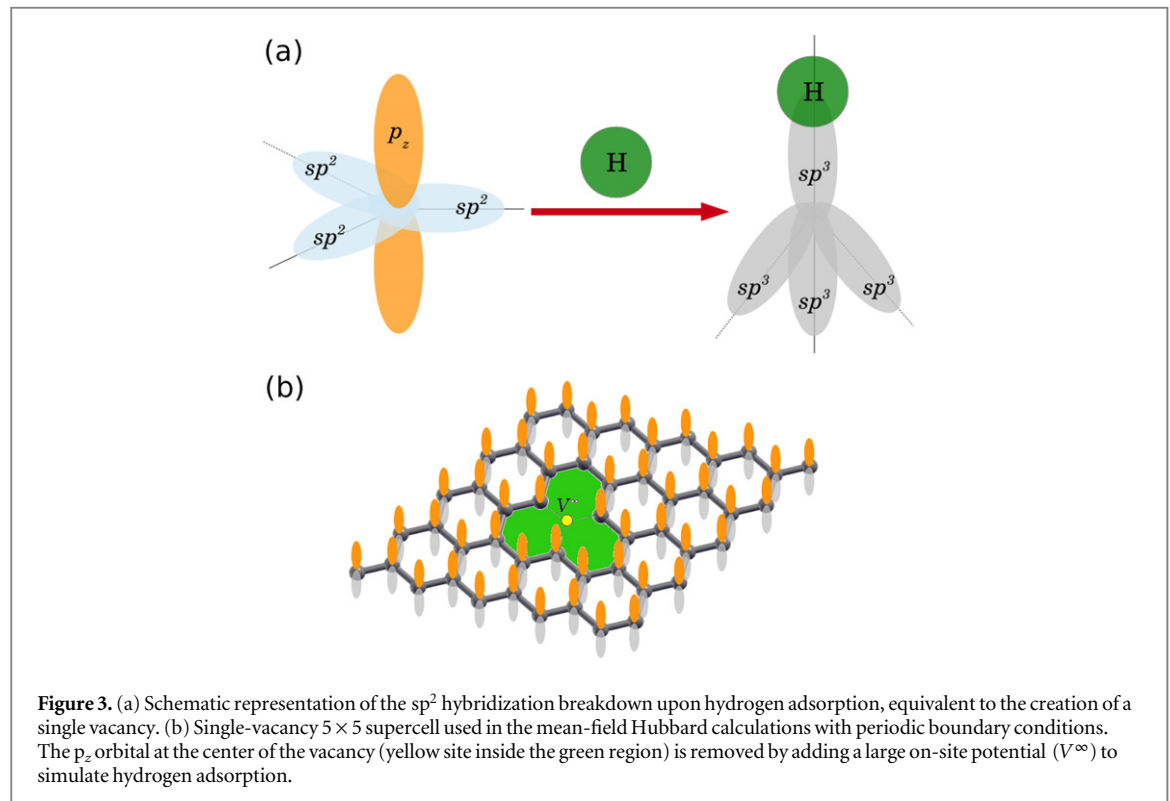 (a)
p_z
sp²
sp²
sp²
H
H
sp³
sp³
sp³
sp³
(b)
V^∞
Figure 3. (a) Schematic representation of the sp² hybridization breakdown upon hydrogen adsorption, equivalent to the creation of a
single vacancy. (b) Single-vacancy 5 × 5 supercell used in the mean-field Hubbard calculations with periodic boundary conditions.
The p_z orbital at the center of the vacancy (yellow site inside the green region) is removed by adding a large on-site potential (V^∞) to
simulate hydrogen adsorption.